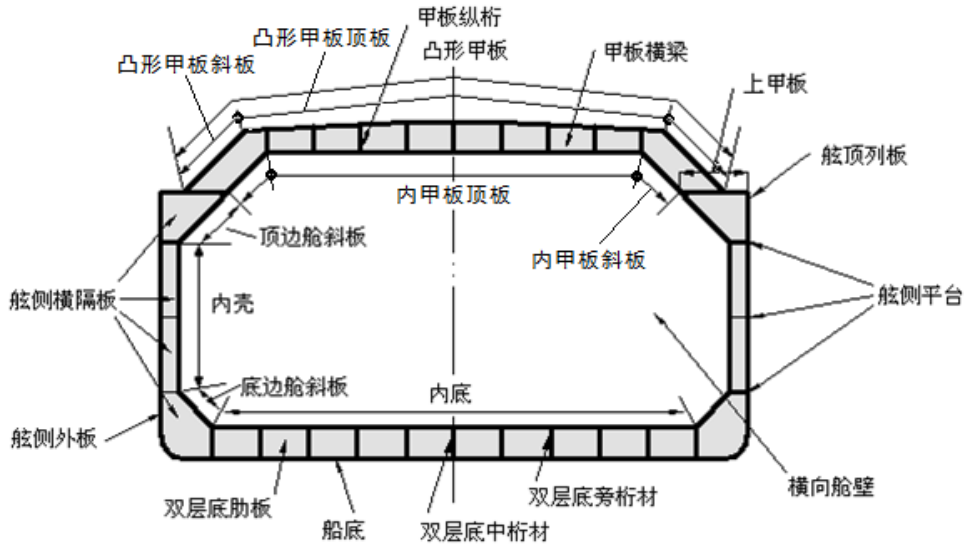 甲板纵桁
凸形甲板顶板
凸形甲板
甲板横梁
凸形甲板斜板
上甲板
舷顶列板
内甲板顶板
顶边舱斜板
内甲板斜板
舷侧横隔板
内壳
舷侧平台
底边舱斜板
内底
舷侧外板
横向舱壁
双层底肋板
双层底旁桁材
船底
双层底中桁材